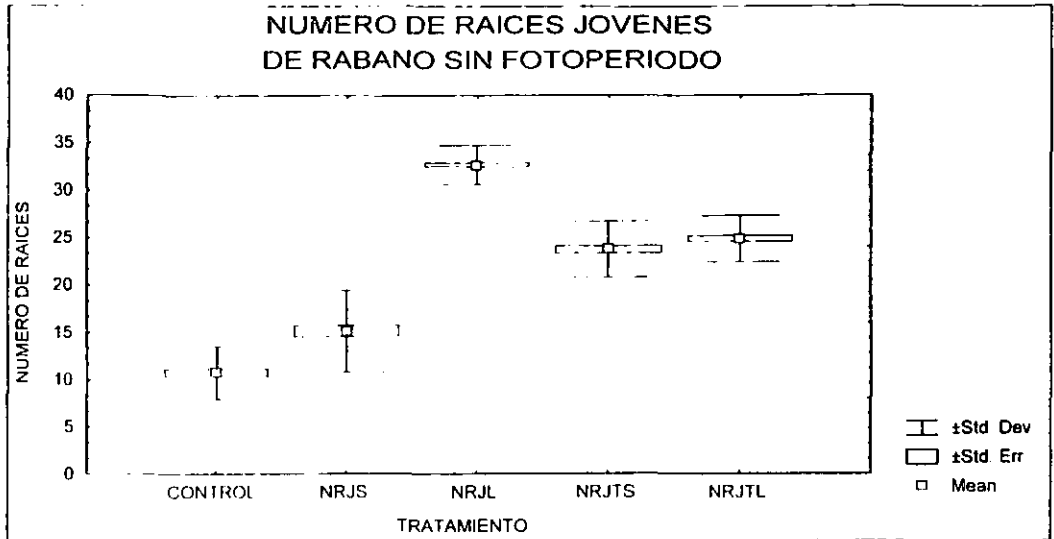 NUMERO DE RAICES JOVENES
DE RABANO SIN FOTOPERIODO
NUMERO DE RAICES
40
35
30
25
20
15
10
5
0
CONTROL NRJS NRJL NRJTS NRJTL
TRATAMIENTO
±Std Dev
±Std Err
Mean